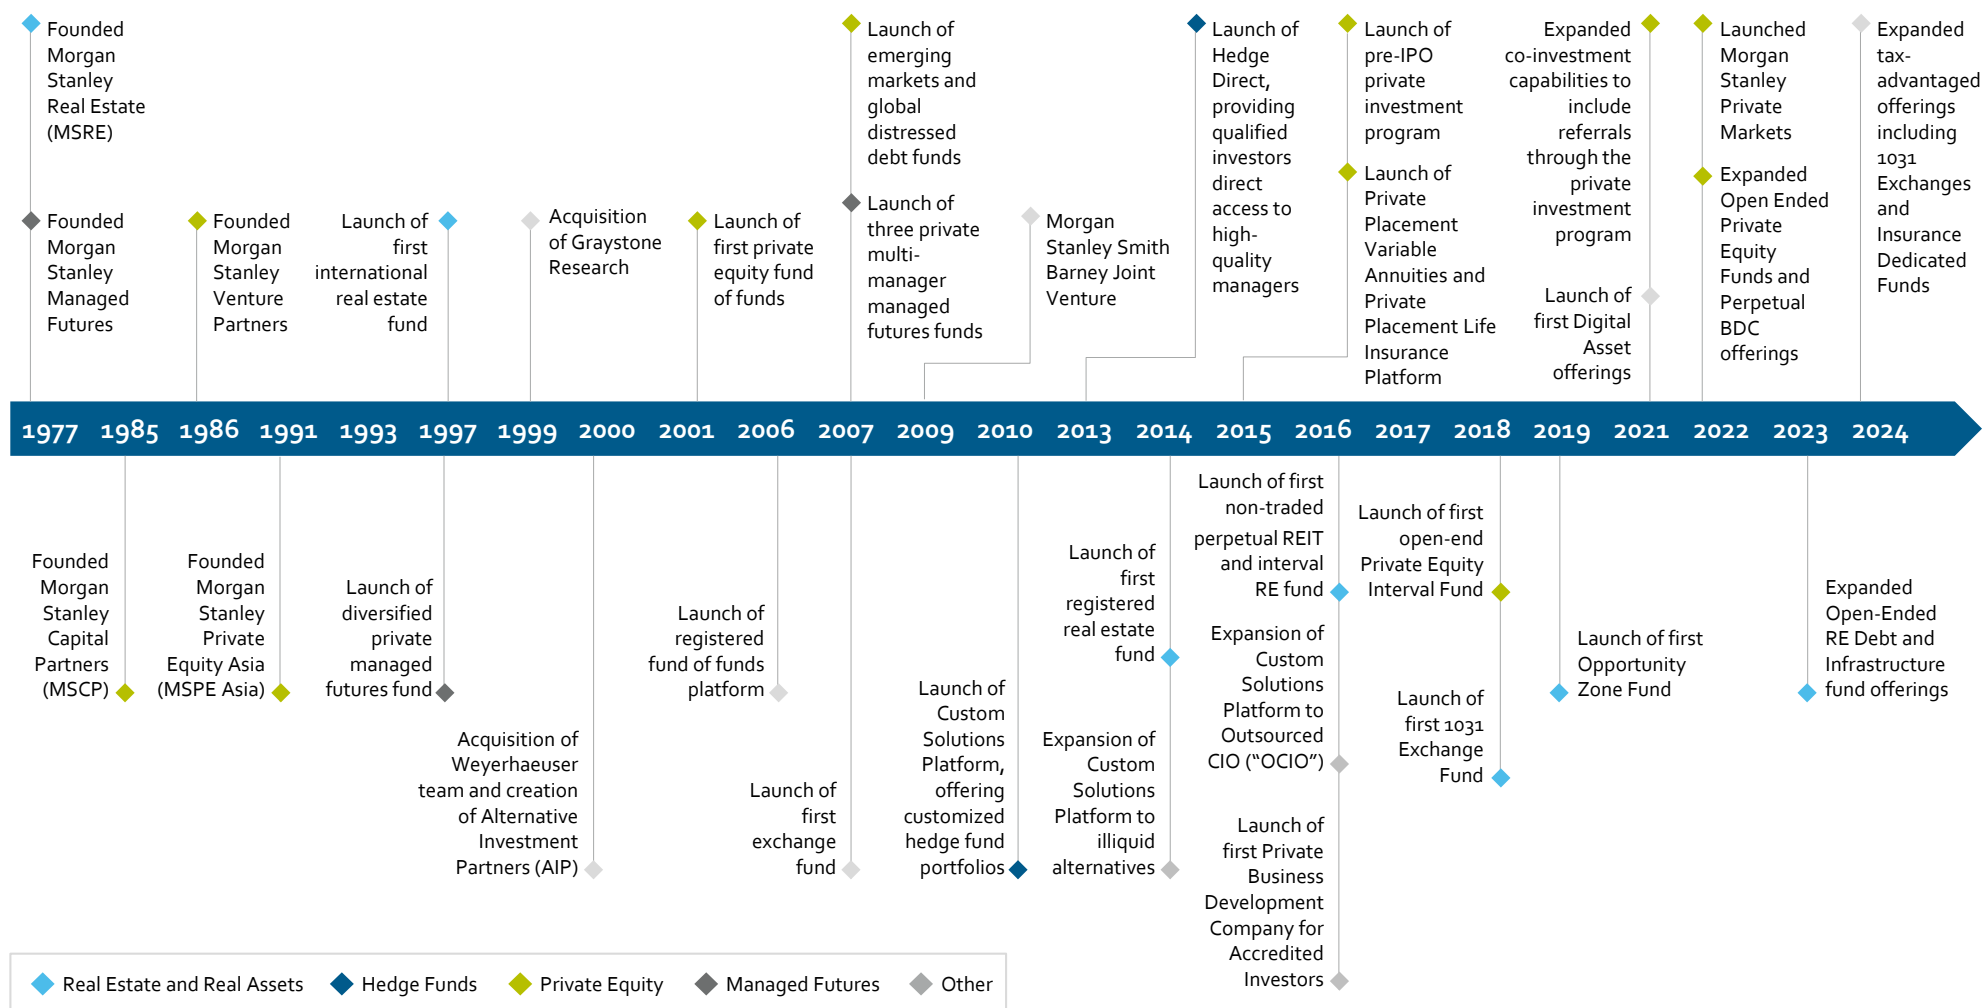 Founded
Morgan
Stanley
Real Estate
(MSRE)
Founded
Morgan
Stanley
Managed
Futures
Founded
Morgan
Stanley
Venture
Partners
Launch of
first
international
real estate
fund
Acquisition
of Graystone
Research
Launch of
first private
equity fund
of funds
Launch of
emerging
markets and
global
distressed
debt funds
Launch of
three private
multi-
manager
managed
futures funds
Morgan
Stanley Smith
Barney Joint
Venture
Launch of
Hedge
Direct,
providing
qualified
investors
direct
access to
high-
quality
managers
Launch of
pre-IPO
private
investment
program
Launch of
Private
Placement
Variable
Annuities and
Private
Placement Life
Insurance
Platform
Expanded
co-investment
capabilities to
include
referrals
through the
private
investment
program
Launch of
first Digital
Asset
offerings
Launched
Morgan
Stanley
Private
Markets
Expanded
Open Ended
Private
Equity
Funds and
Perpetual
BDC
offerings
Expanded
tax-
advantaged
offerings
including
1031
Exchanges
and
Insurance
Dedicated
Funds
1977 1985 1986 1991 1993 1997 1999 2000 2001 2006 2007 2009 2010 2013 2014 2015 2016 2017 2018 2019 2021 2022 2023 2024
Founded
Morgan
Stanley
Capital
Partners
(MSCP)
Founded
Morgan
Stanley
Private
Equity Asia
(MSPE Asia)
Launch of
diversified
private
managed
futures fund
Acquisition of
Weyerhaeuser
team and creation
of Alternative
Investment
Partners (AIP)
Launch of
registered
fund of funds
platform
Launch of
first
exchange
fund
Launch of
Custom
Solutions
Platform,
offering
customized
hedge fund
portfolios
Launch of
first
registered
real estate
fund
Expansion of
Custom
Solutions
Platform to
illiquid
alternatives
Launch of first
non-traded
perpetual REIT
and interval
RE fund
Expansion of
Custom
Solutions
Platform to
Outsourced
CIO (“OCIO”)
Launch of
first Private
Business
Development
Company for
Accredited
Investors
Launch of first
open-end
Private Equity
Interval Fund
Launch of
first 1031
Exchange
Fund
Launch of first
Opportunity
Zone Fund
Expanded
Open-Ended
RE Debt and
Infrastructure
fund offerings
Real Estate and Real Assets Hedge Funds Private Equity Managed Futures Other